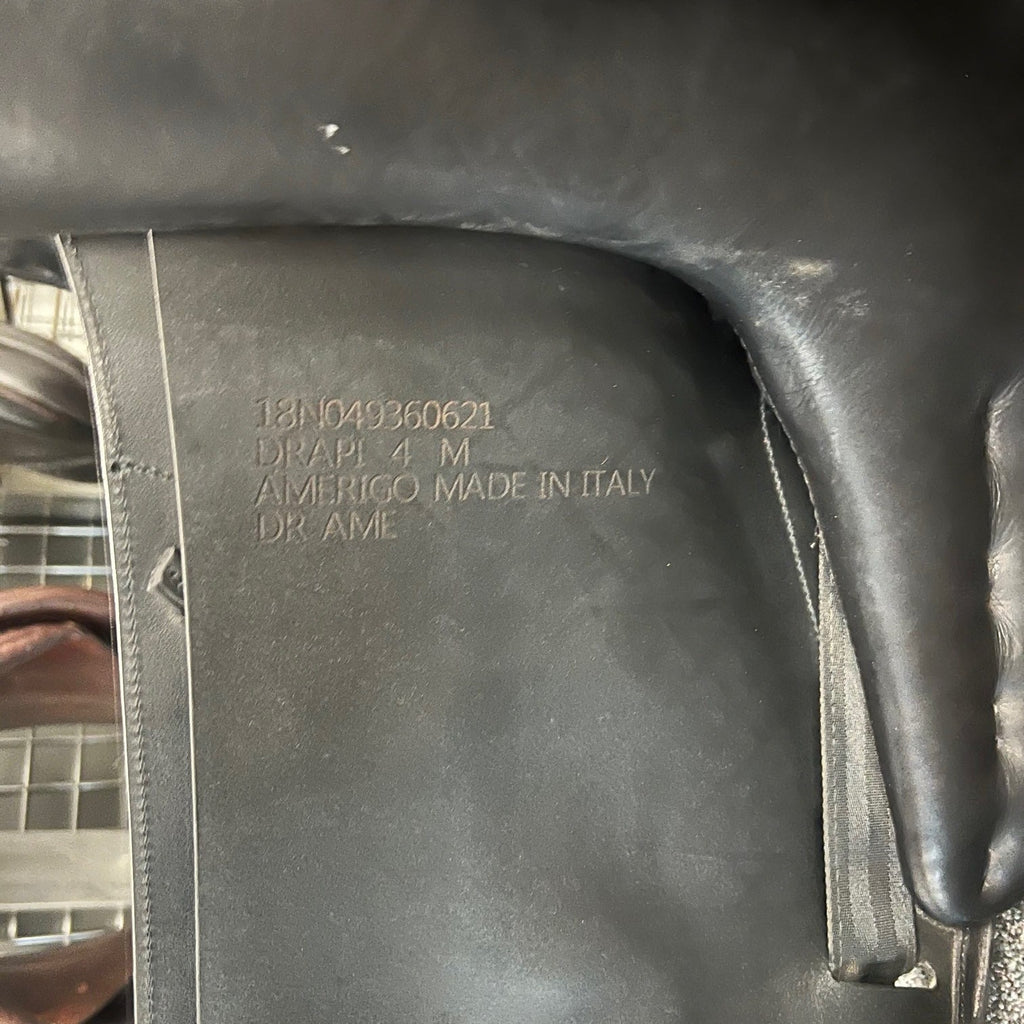 18N049360621
DRAPI 4 M
AMERIGO MADE IN ITALY
DR AME